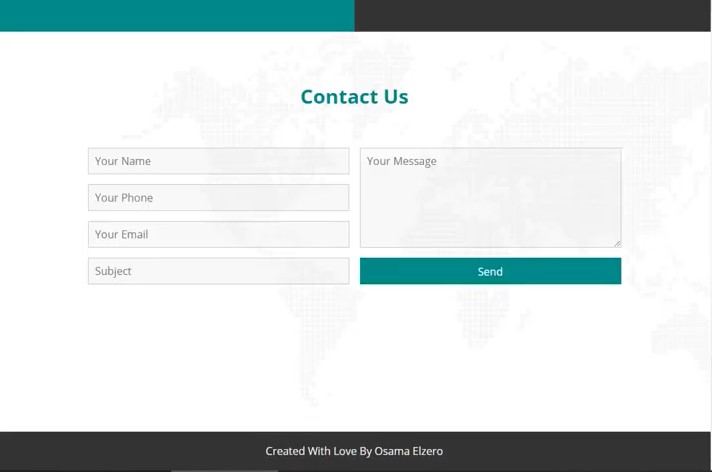 Contact Us
Your Name
Your Phone
Your Email
Subject
Your Message
Send
Created With Love By Osama Elzero